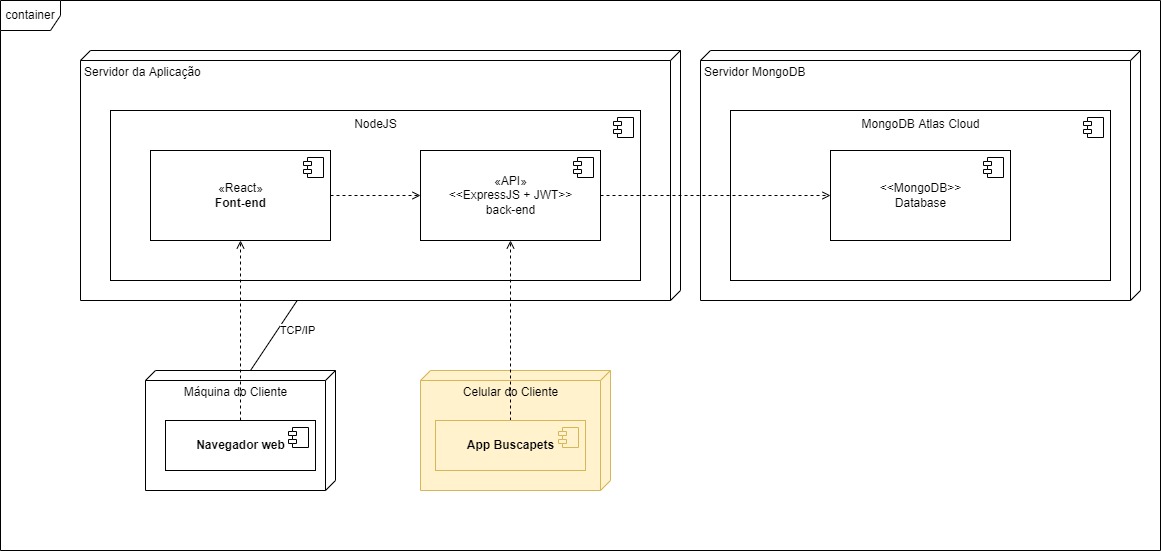 container
Servidor da Aplicação
NodeJS
«React»
Font-end
«API»
<<ExpressJS + JWT>>
back-end
Servidor MongoDB
MongoDB Atlas Cloud
<<MongoDB>>
Database
TCP/IP
Máquina do Cliente
Navegador web
Celular do Cliente
App Buscapets